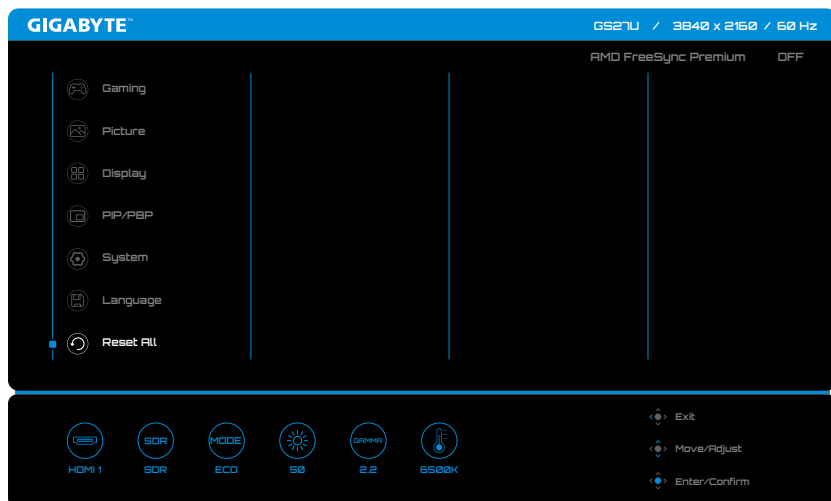 GIGABYTE™
GS27U / 3840 x 2160 / 60 Hz
AMD FreeSync Premium OFF
Gaming
Picture
Display
PIP/PBP
System
Language
Reset All
SDR MODE GAMMA
HDMI 1 SDR ECO 50 2.2 6500K
Exit
Move/Adjust
Enter/Confirm